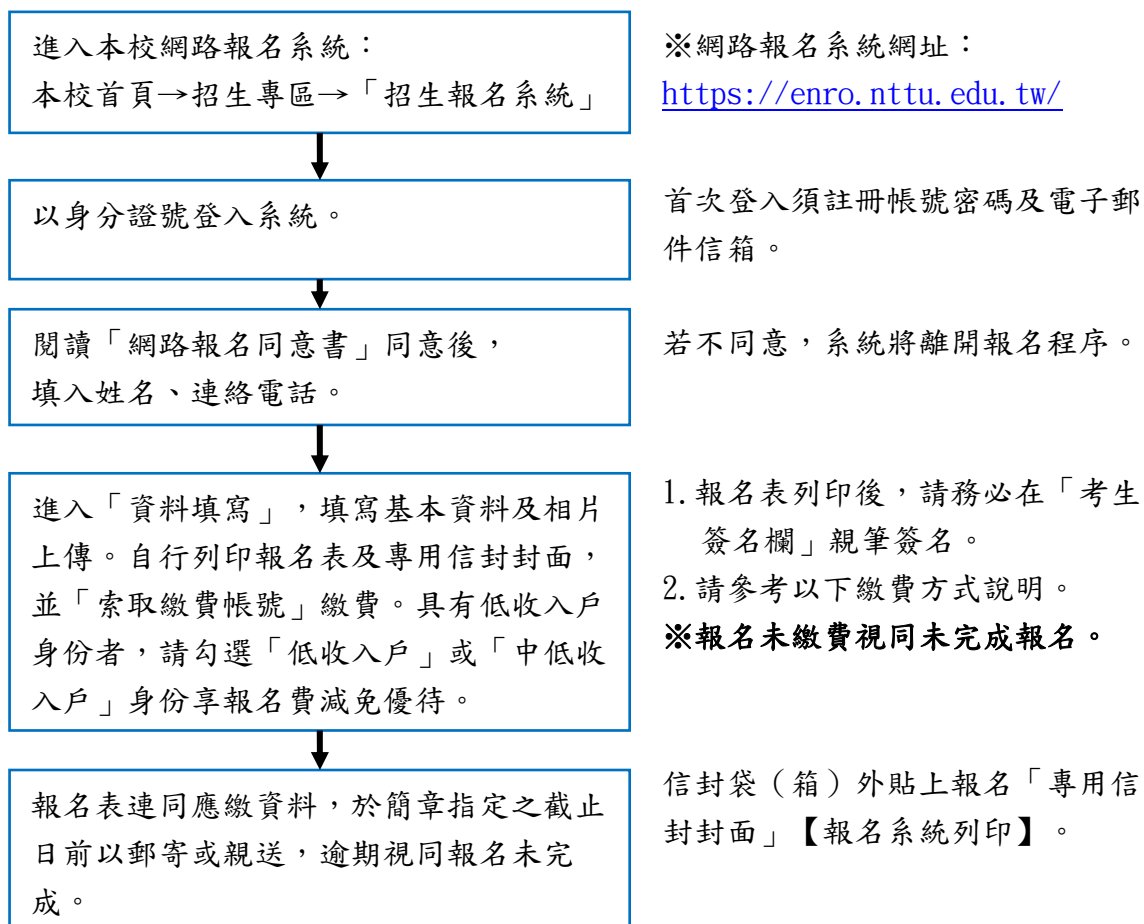 進入本校網路報名系統：
本校首頁→招生專區→「招生報名系統」
※網路報名系統網址：
https://enro.nttu.edu.tw/
以身分證號登入系統。
首次登入須註冊帳號密碼及電子郵
件信箱。
閱讀「網路報名同意書」同意後，
填入姓名、連絡電話。
若不同意，系統將離開報名程序。
進入「資料填寫」，填寫基本資料及相片
上傳。自行列印報名表及專用信封封面，
並「索取繳費帳號」繳費。具有低收入戶
身份者，請勾選「低收入戶」或「中低收
入戶」身份享報名費減免優待。
1.報名表列印後，請務必在「考生
簽名欄」親筆簽名。
2.請參考以下繳費方式說明。
※報名未繳費視同未完成報名。
報名表連同應繳資料，於簡章指定之截止
日前以郵寄或親送，逾期視同報名未完
成。
信封袋（箱）外貼上報名「專用信
封封面」【報名系統列印】。